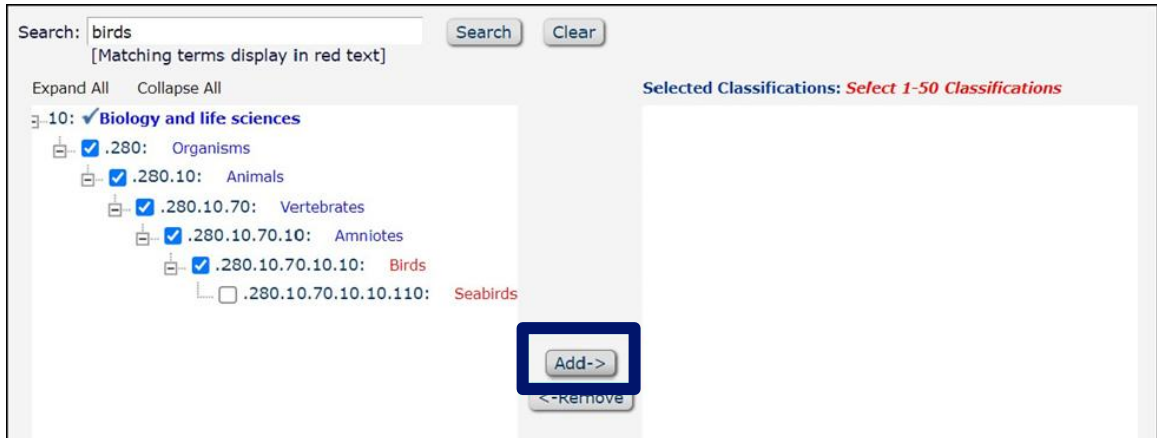 Search: birds Search Clear
[Matching terms display in red text]
Expand All Collapse All Selected Classifications: Select 1-50 Classifications
10: Biology and life sciences
.280: Organisms
.280.10: Animals
.280.10.70: Vertebrates
.280.10.70.10: Amniotes
.280.10.70.10.10: Birds
.280.10.70.10.10.110: Seabirds
Add->
<-Remove